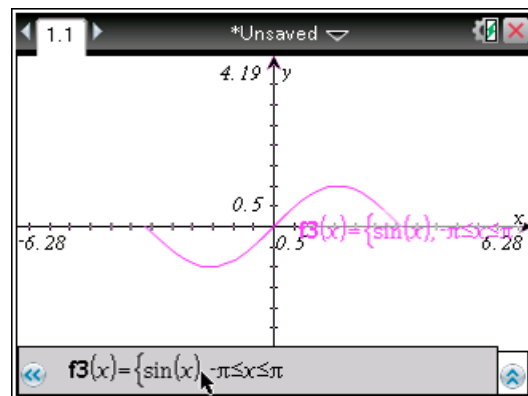 1.1 *Unsaved
4.19 y
0.5
x
-6.28 0.5 6.28
f3(x)={sin(x), -π≤x≤π
f3(x)={sin(x), -π≤x≤π